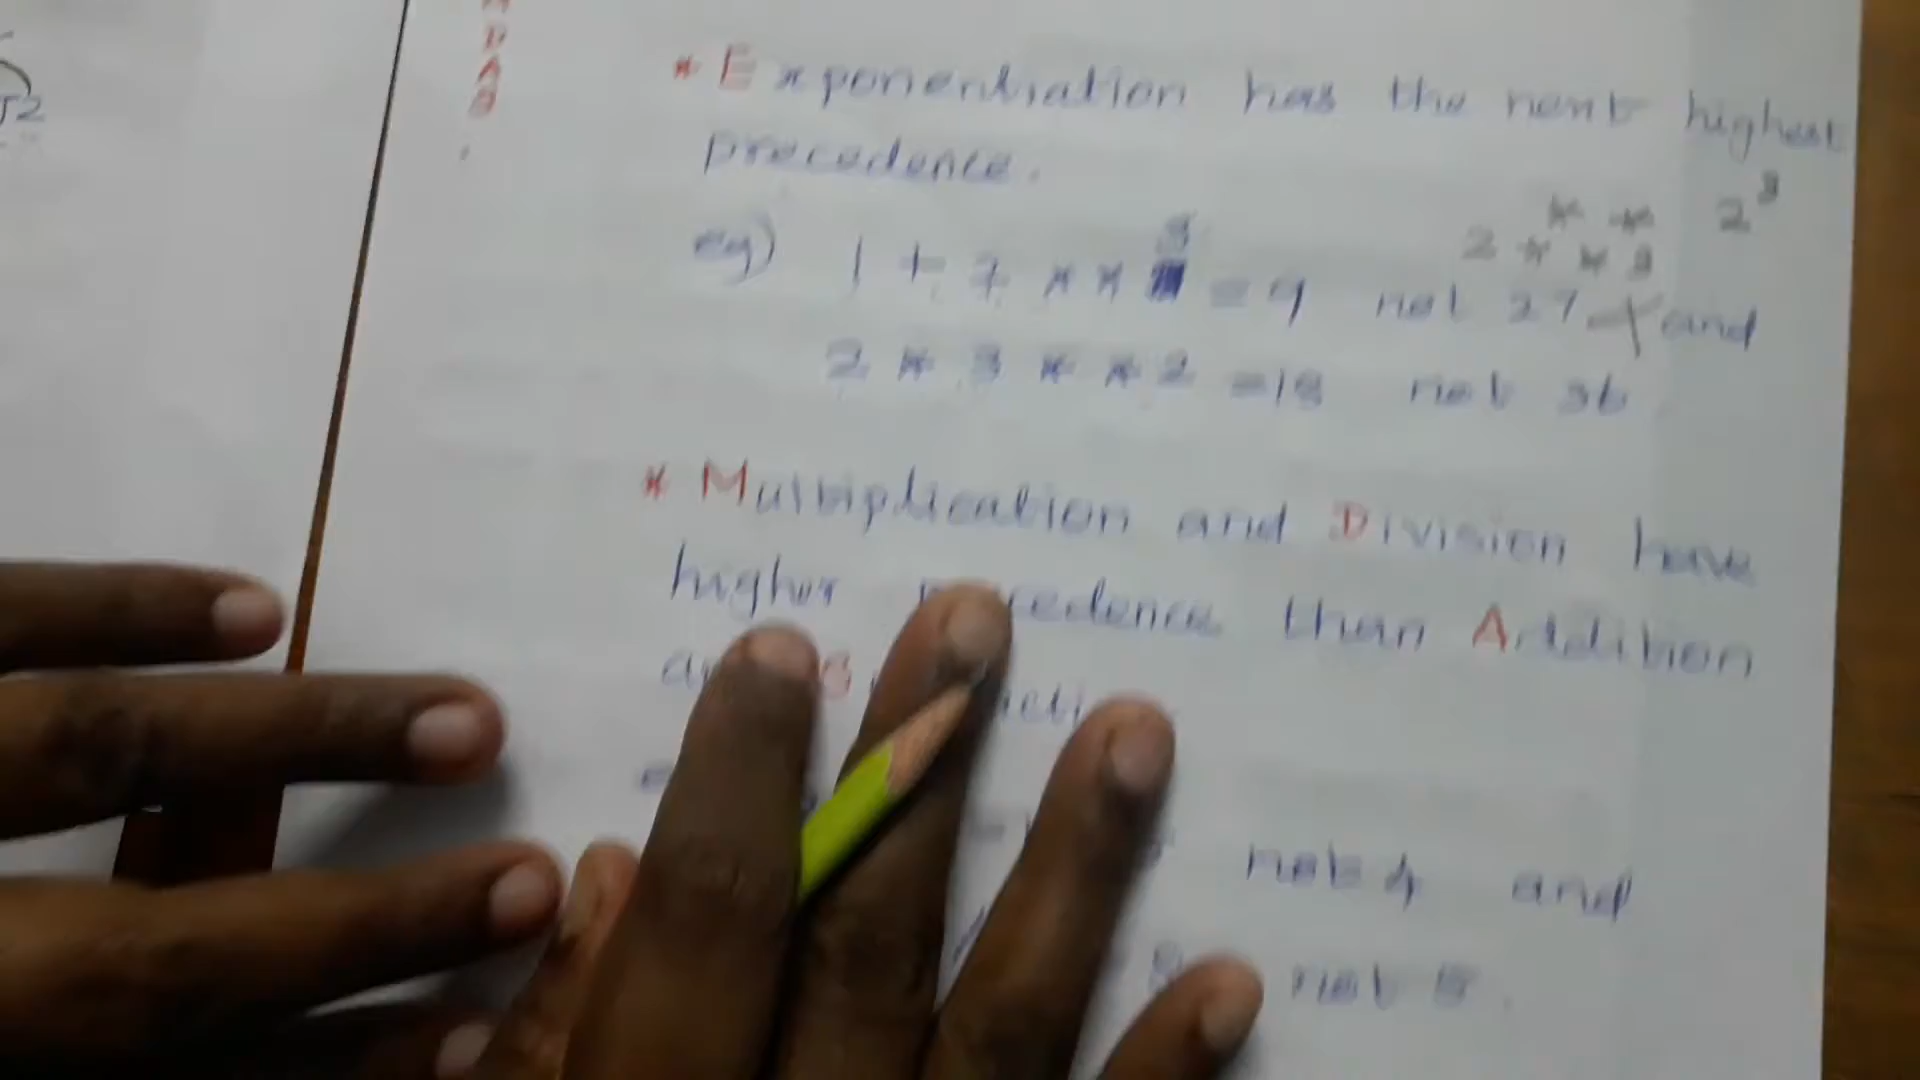 M
D
A
S
* Exponentiation has the next highest
precedence.
2 * * 3 2³
eg) 1 + 2 * * 3 = 9 not 27 and
2 * 3 * * 2 = 18 not 36
* Multiplication and Division have
higher precedence than Addition
not 4 and
not 5.